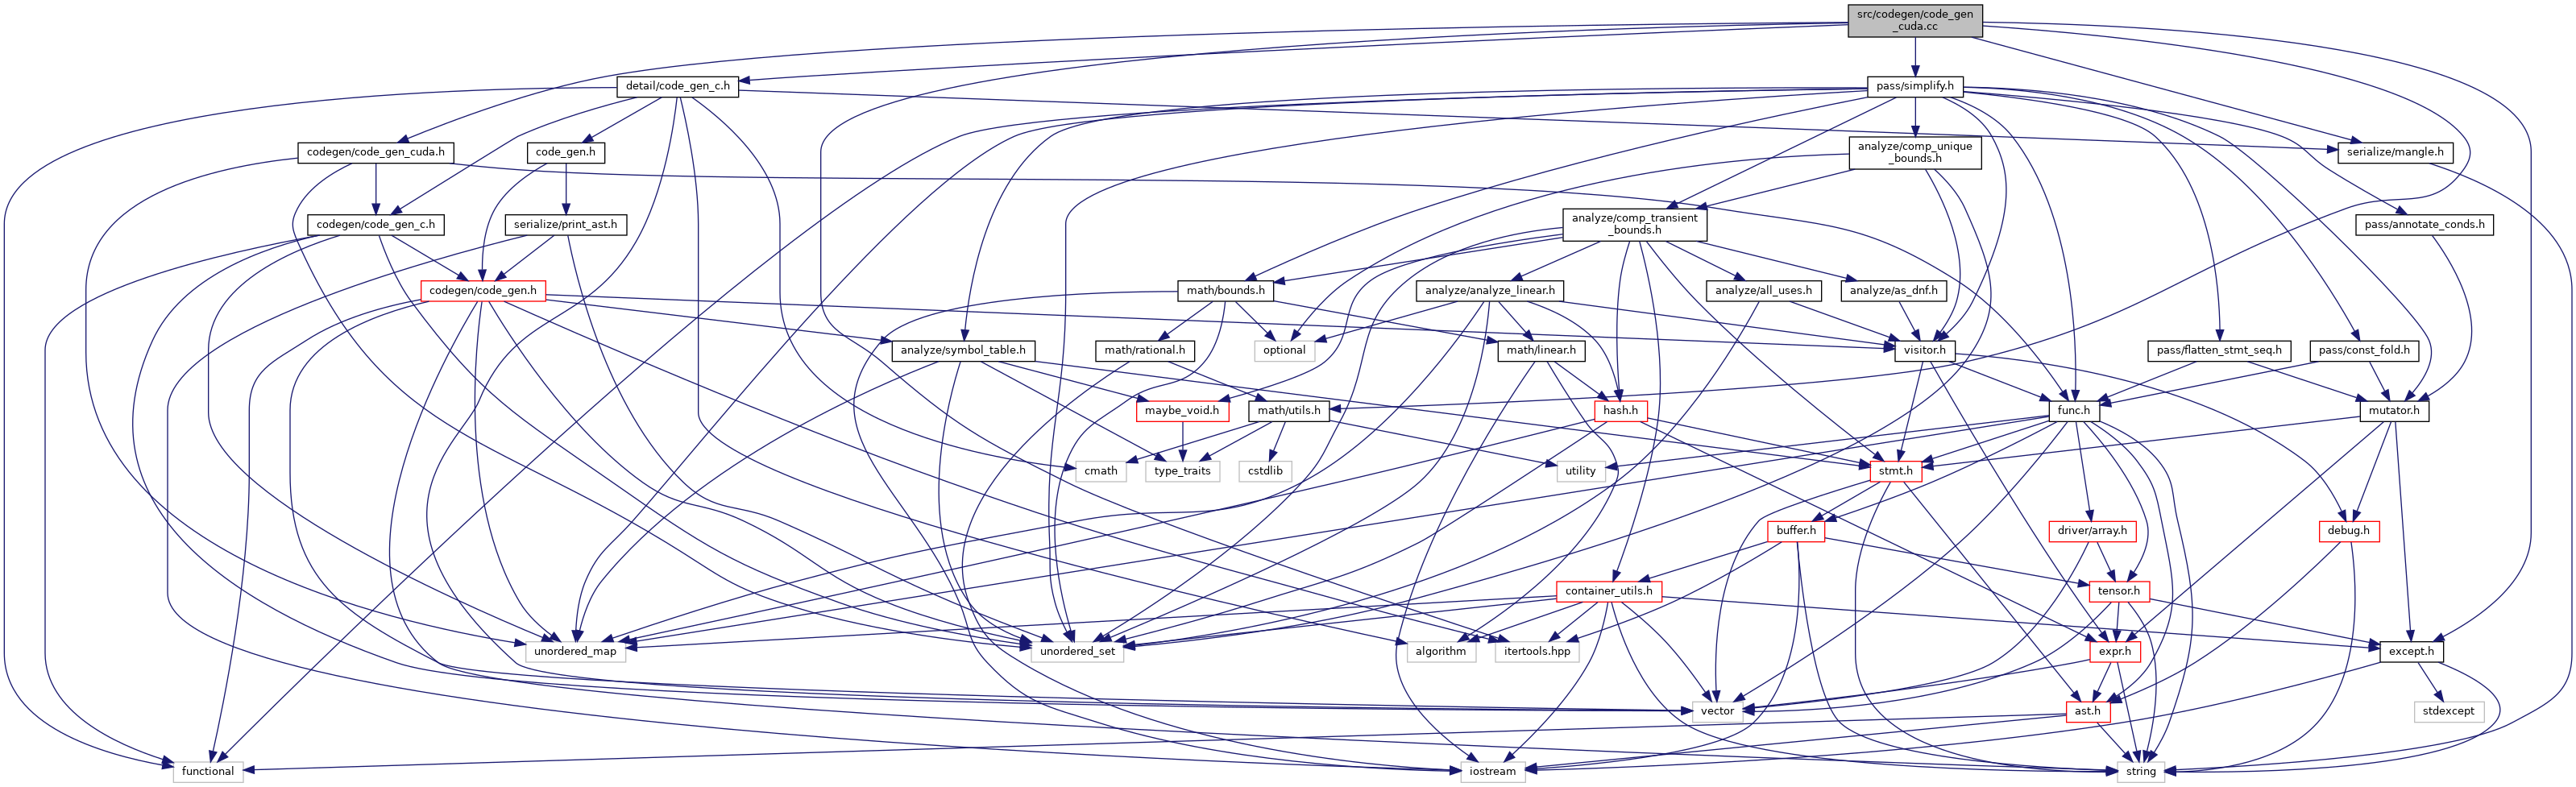 src/codegen/code_gen
_cuda.cc
detail/code_gen_c.h
pass/simplify.h
codegen/code_gen_cuda.h
code_gen.h
analyze/comp_unique
_bounds.h
serialize/mangle.h
codegen/code_gen_c.h
serialize/print_ast.h
analyze/comp_transient
_bounds.h
pass/annotate_conds.h
codegen/code_gen.h
math/bounds.h
analyze/analyze_linear.h
analyze/all_uses.h
analyze/as_dnf.h
analyze/symbol_table.h
math/rational.h
optional
math/linear.h
visitor.h
pass/flatten_stmt_seq.h
pass/const_fold.h
maybe_void.h
math/utils.h
hash.h
func.h
mutator.h
cmath
type_traits
cstdlib
utility
stmt.h
buffer.h
driver/array.h
debug.h
container_utils.h
tensor.h
unordered_map
unordered_set
algorithm
itertools.hpp
expr.h
except.h
vector
ast.h
stdexcept
functional
iostream
string